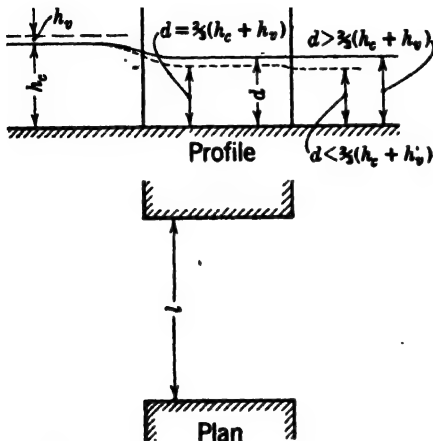 h_v
d=⅔(h_c + h_v)
d>⅔(h_c + h_v)
h_c
d
d<⅔(h_c + h_v)
Profile
l
Plan